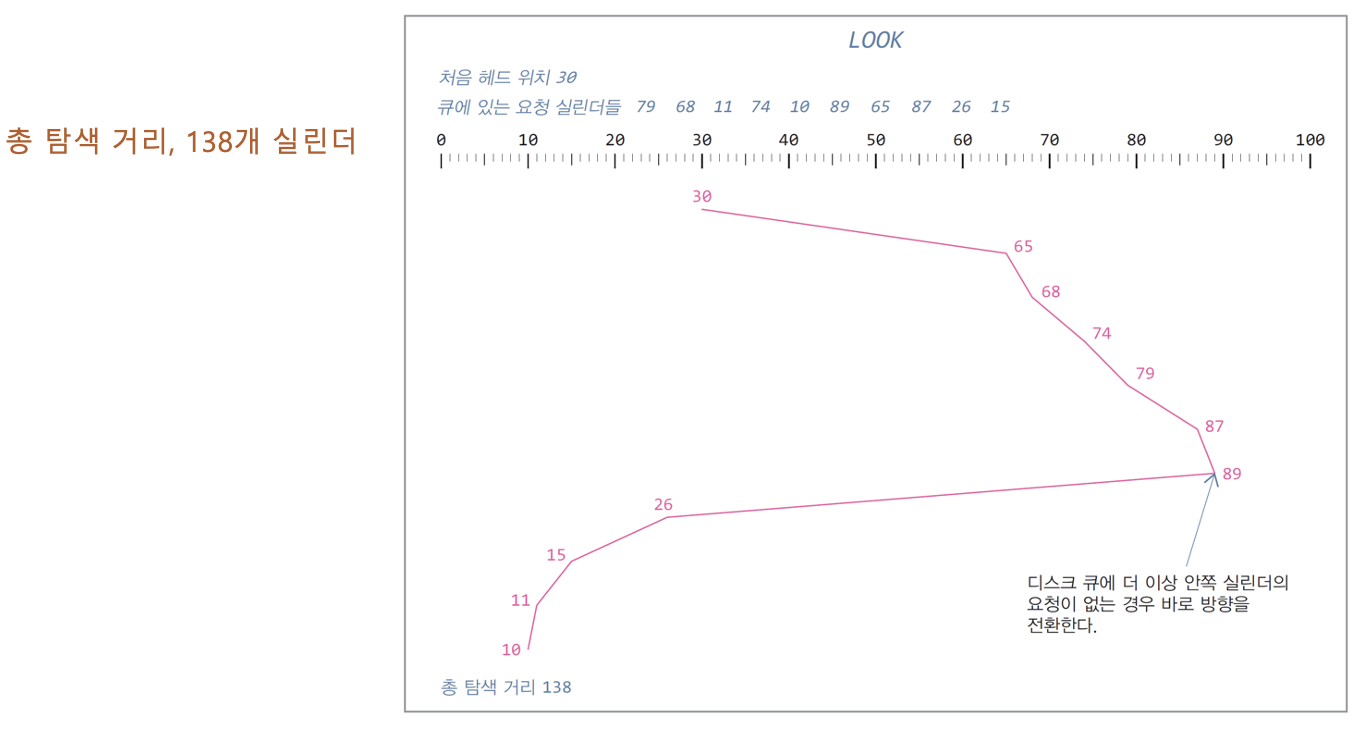 총 탐색 거리, 138개 실린더
LOOK
처음 헤드 위치 30
큐에 있는 요청 실린더들 79 68 11 74 10 89 65 87 26 15
0 10 20 30 40 50 60 70 80 90 100
30
65
68
74
79
87
89
26
15
11
10
디스크 큐에 더 이상 안쪽 실린더의
요청이 없는 경우 바로 방향을
전환한다.
총 탐색 거리 138